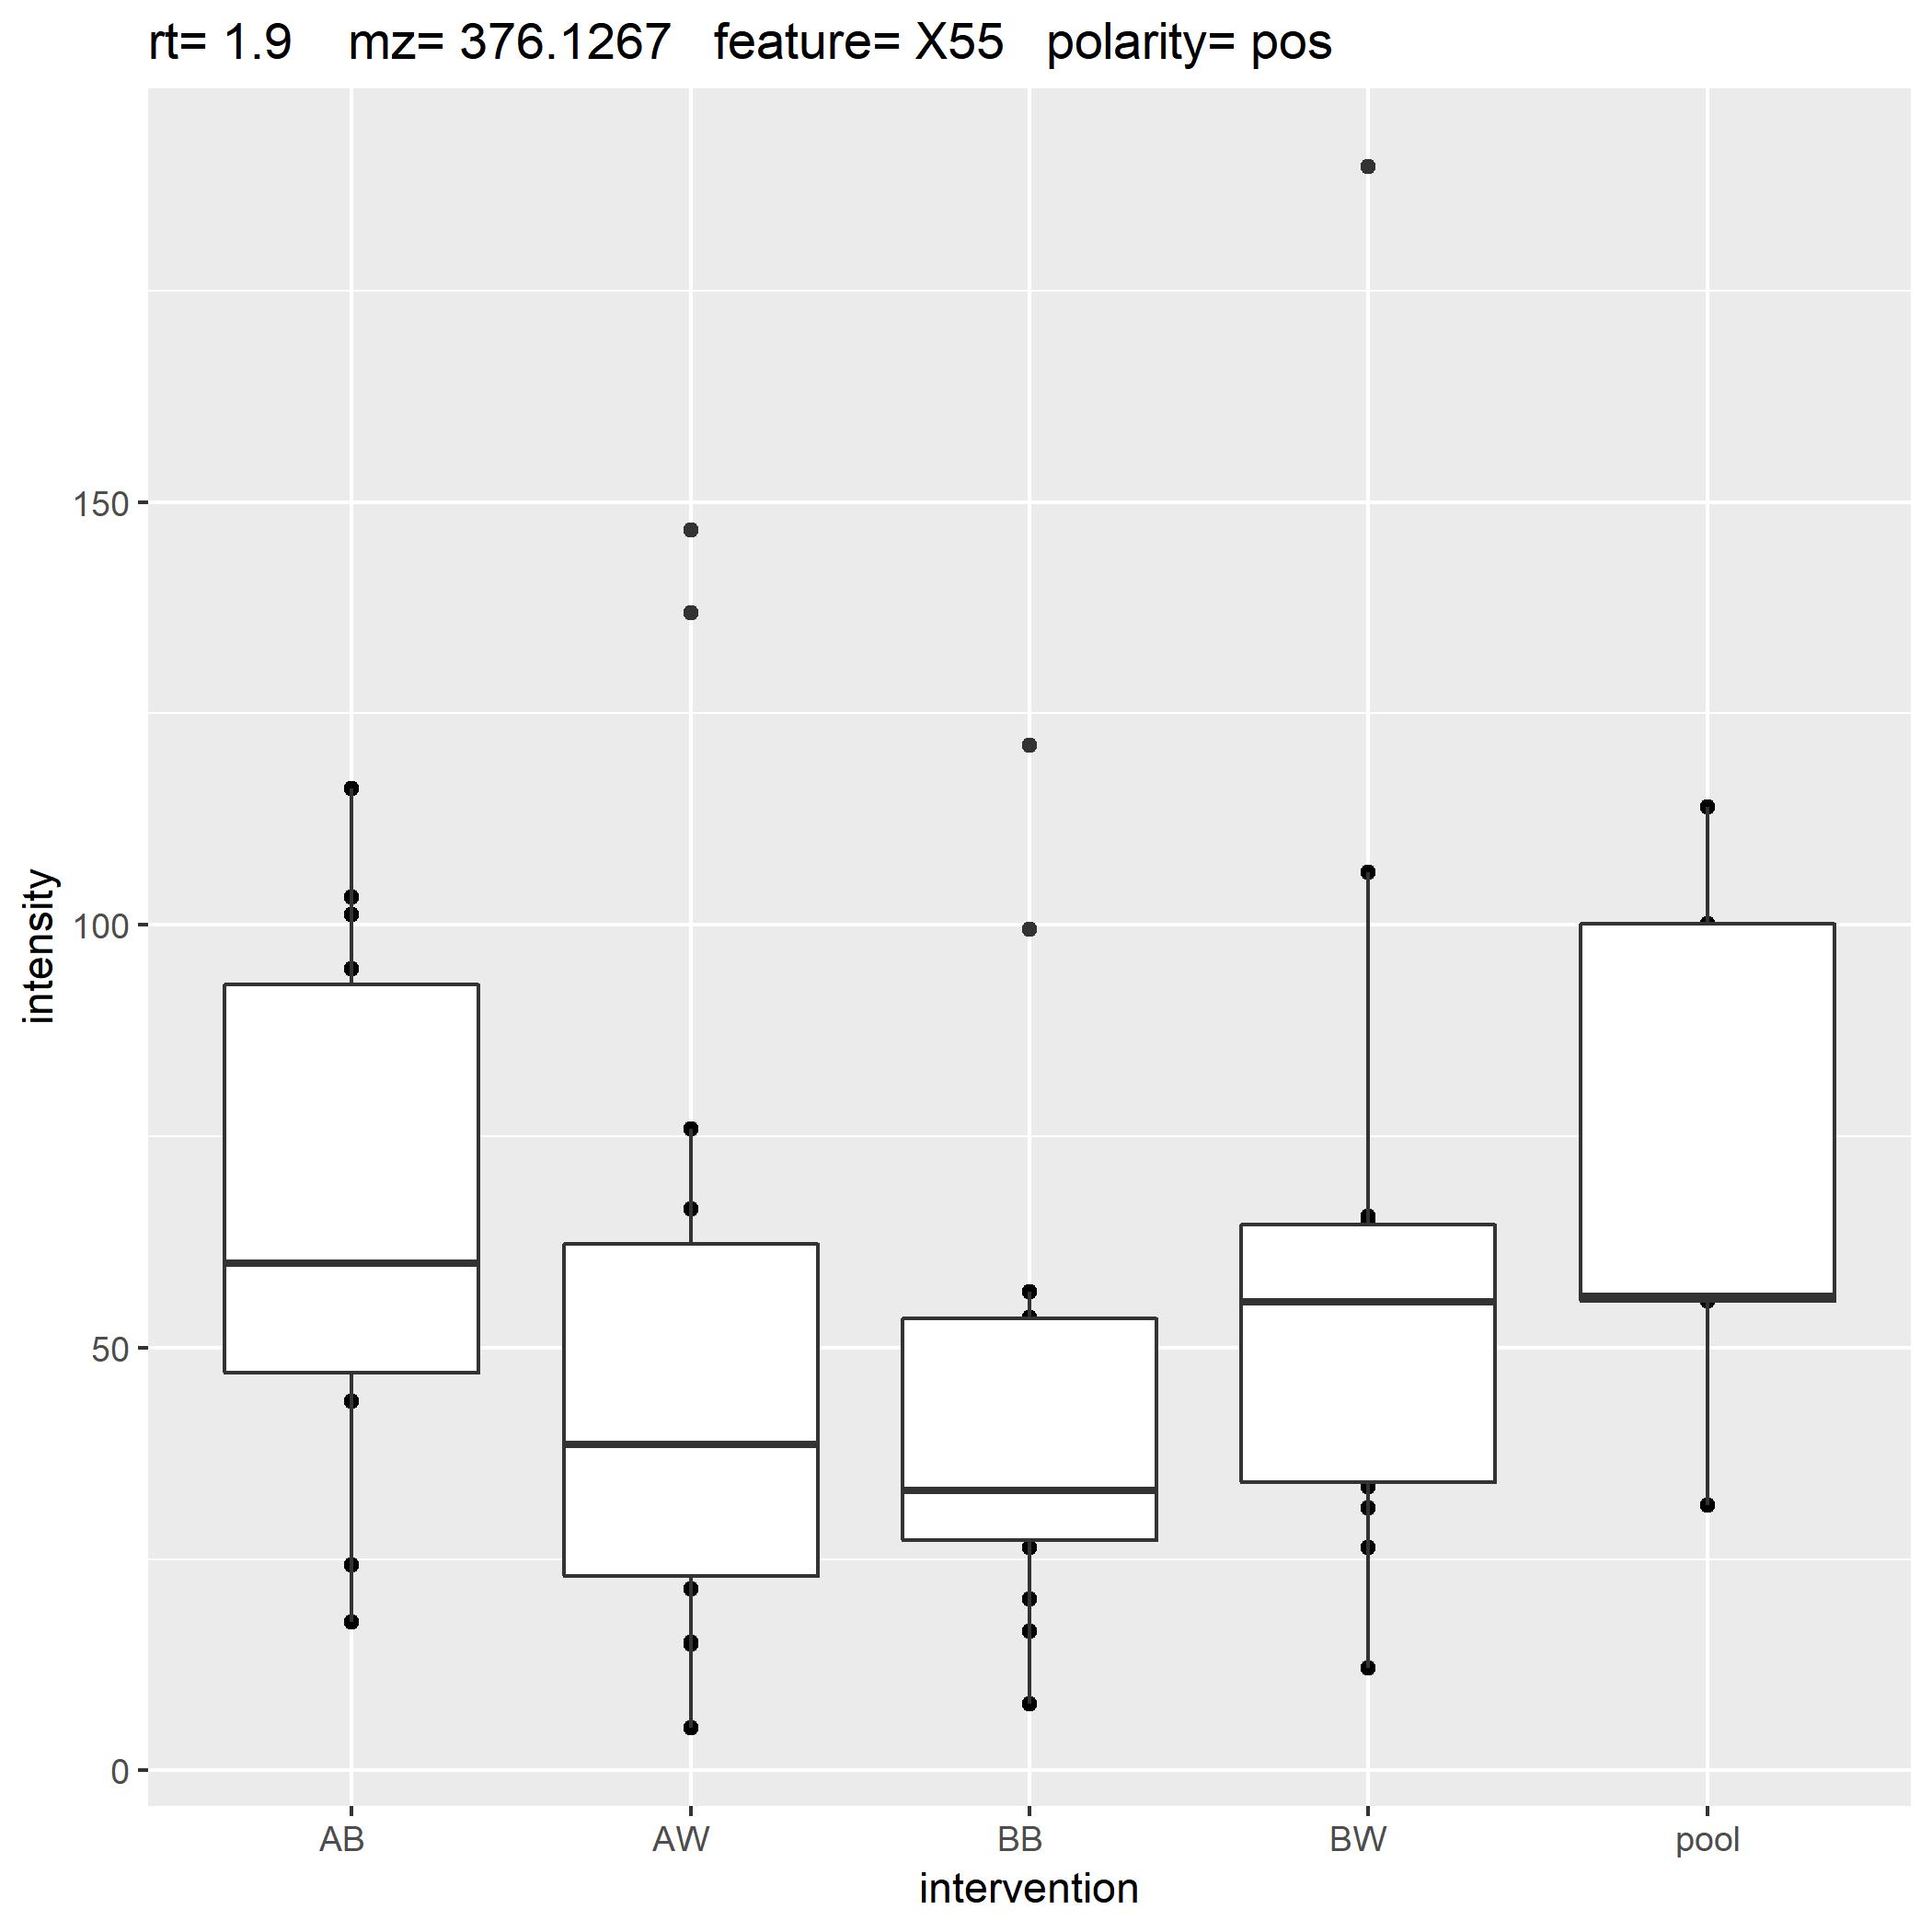 rt= 1.9    mz= 376.1267   feature= X55   polarity= pos
intensity
150
100
50
0
AB AW BB BW pool
intervention